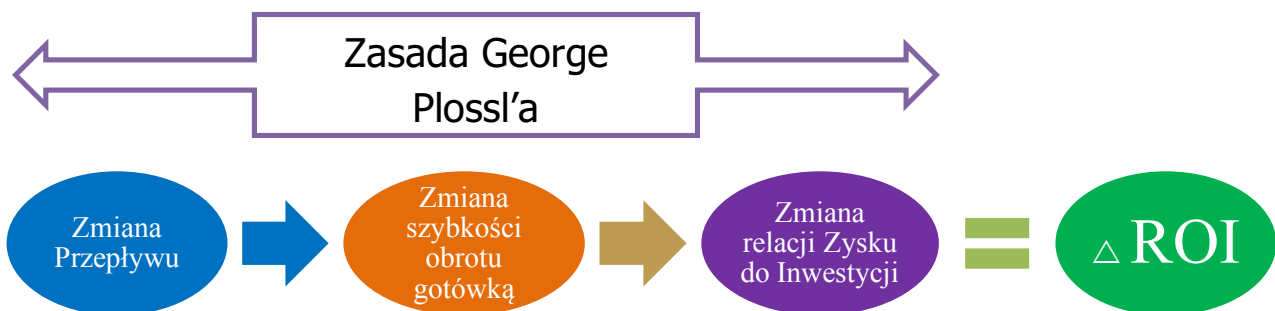 Zasada George
Plossl’a
Zmiana
Przepływu
Zmiana
szybkości
obrotu
gotówką
Zmiana
relacji Zysku
do Inwestycji
△ ROI